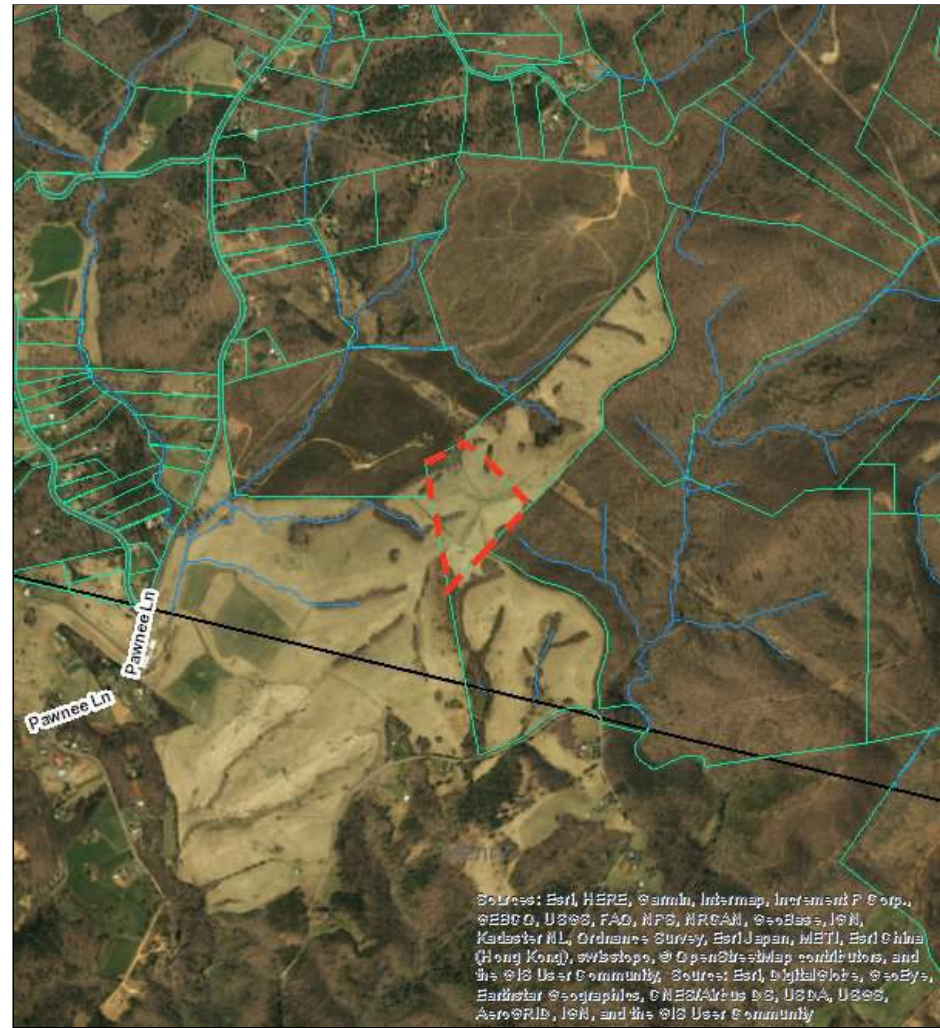 Pawnee Ln
Pawnee Ln
Sources: Esri, HERE, Garmin, Intermap, Increment P Corp.,
GEBCO, USGS, FAO, NPS, NRCAN, GeoBase, IGN,
Kadaster NL, Ordnance Survey, Esri Japan, METI, Esri China
(Hong Kong), swisstopo, © OpenStreetMap contributors, and
the GIS User Community, Source: Esri, DigitalGlobe, GeoEye,
Earthstar Geographics, CNES/Airbus DS, USDA, USGS,
AeroGRID, IGN, and the GIS User Community